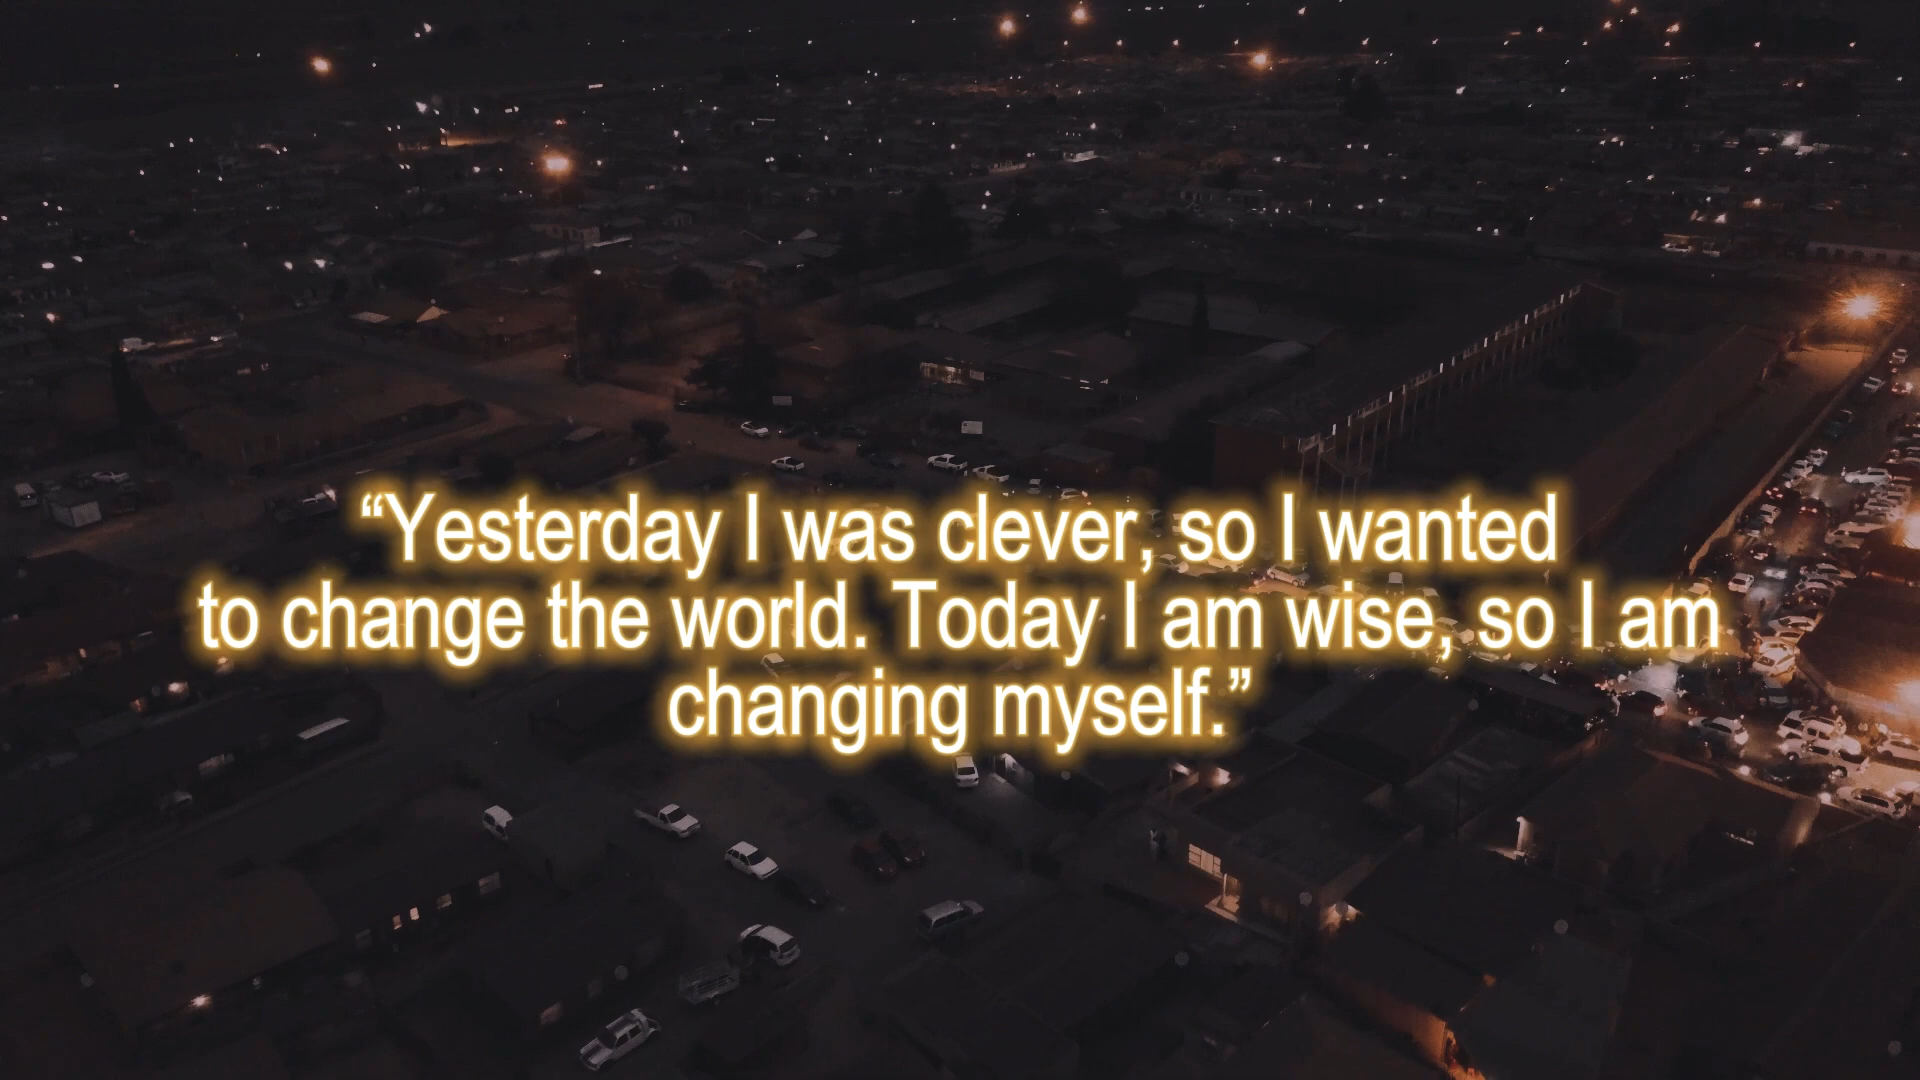 “Yesterday I was clever, so I wanted
to change the world. Today I am wise, so I am
changing myself.”